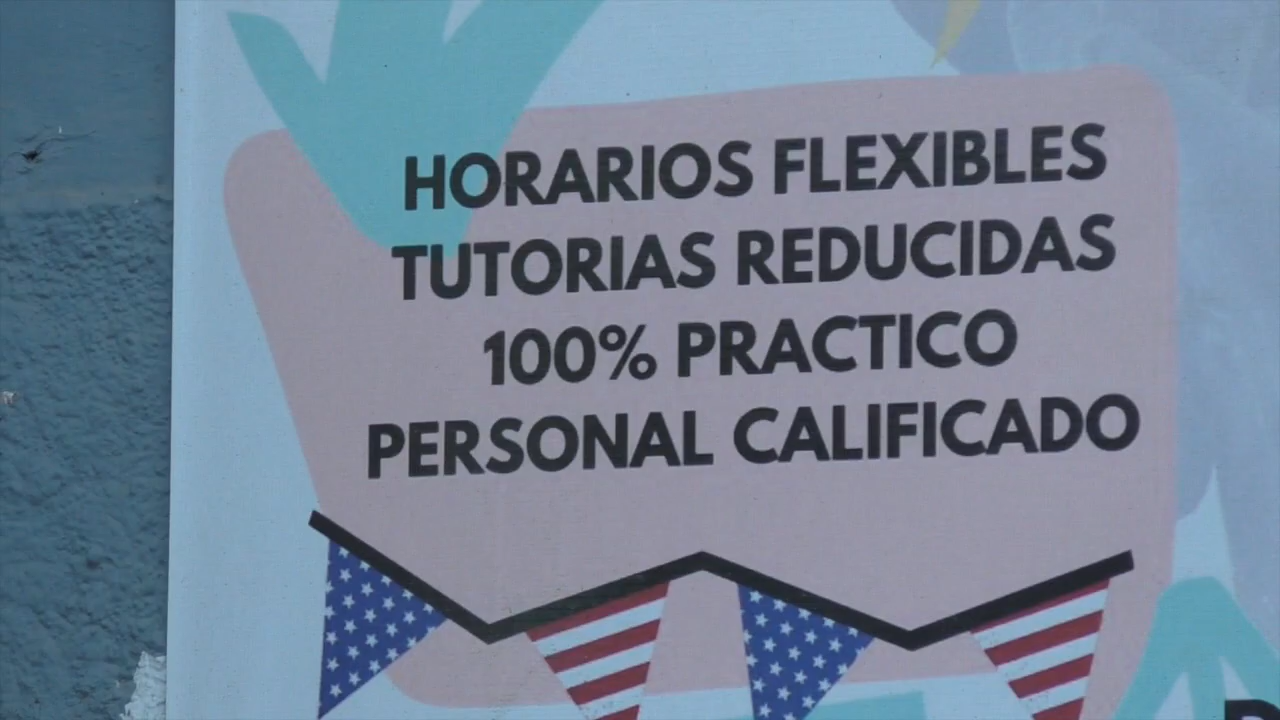 HORARIOS FLEXIBLES
TUTORIAS REDUCIDAS
100% PRACTICO
PERSONAL CALIFICADO